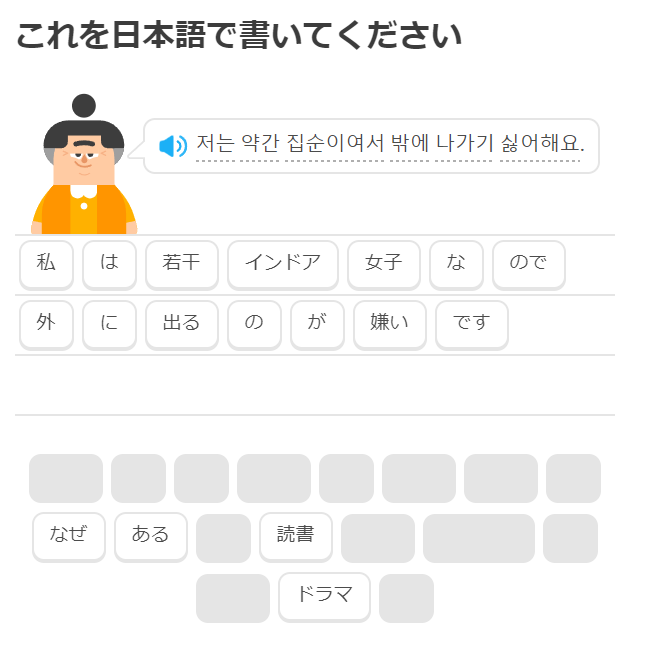 これを日本語で書いてください
저는 약간 집순이여서 밖에 나가기 싫어해요.
私 は 若干 インドア 女子 な ので
外 に 出る の が 嫌い です
なぜ ある 読書
ドラマ